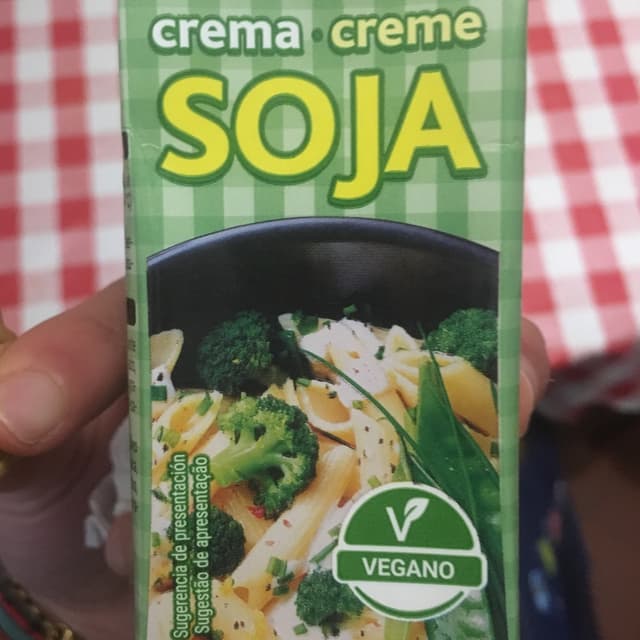 crema · creme
SOJA
Sugerencia de presentación
Sugestão de apresentação
V
VEGANO